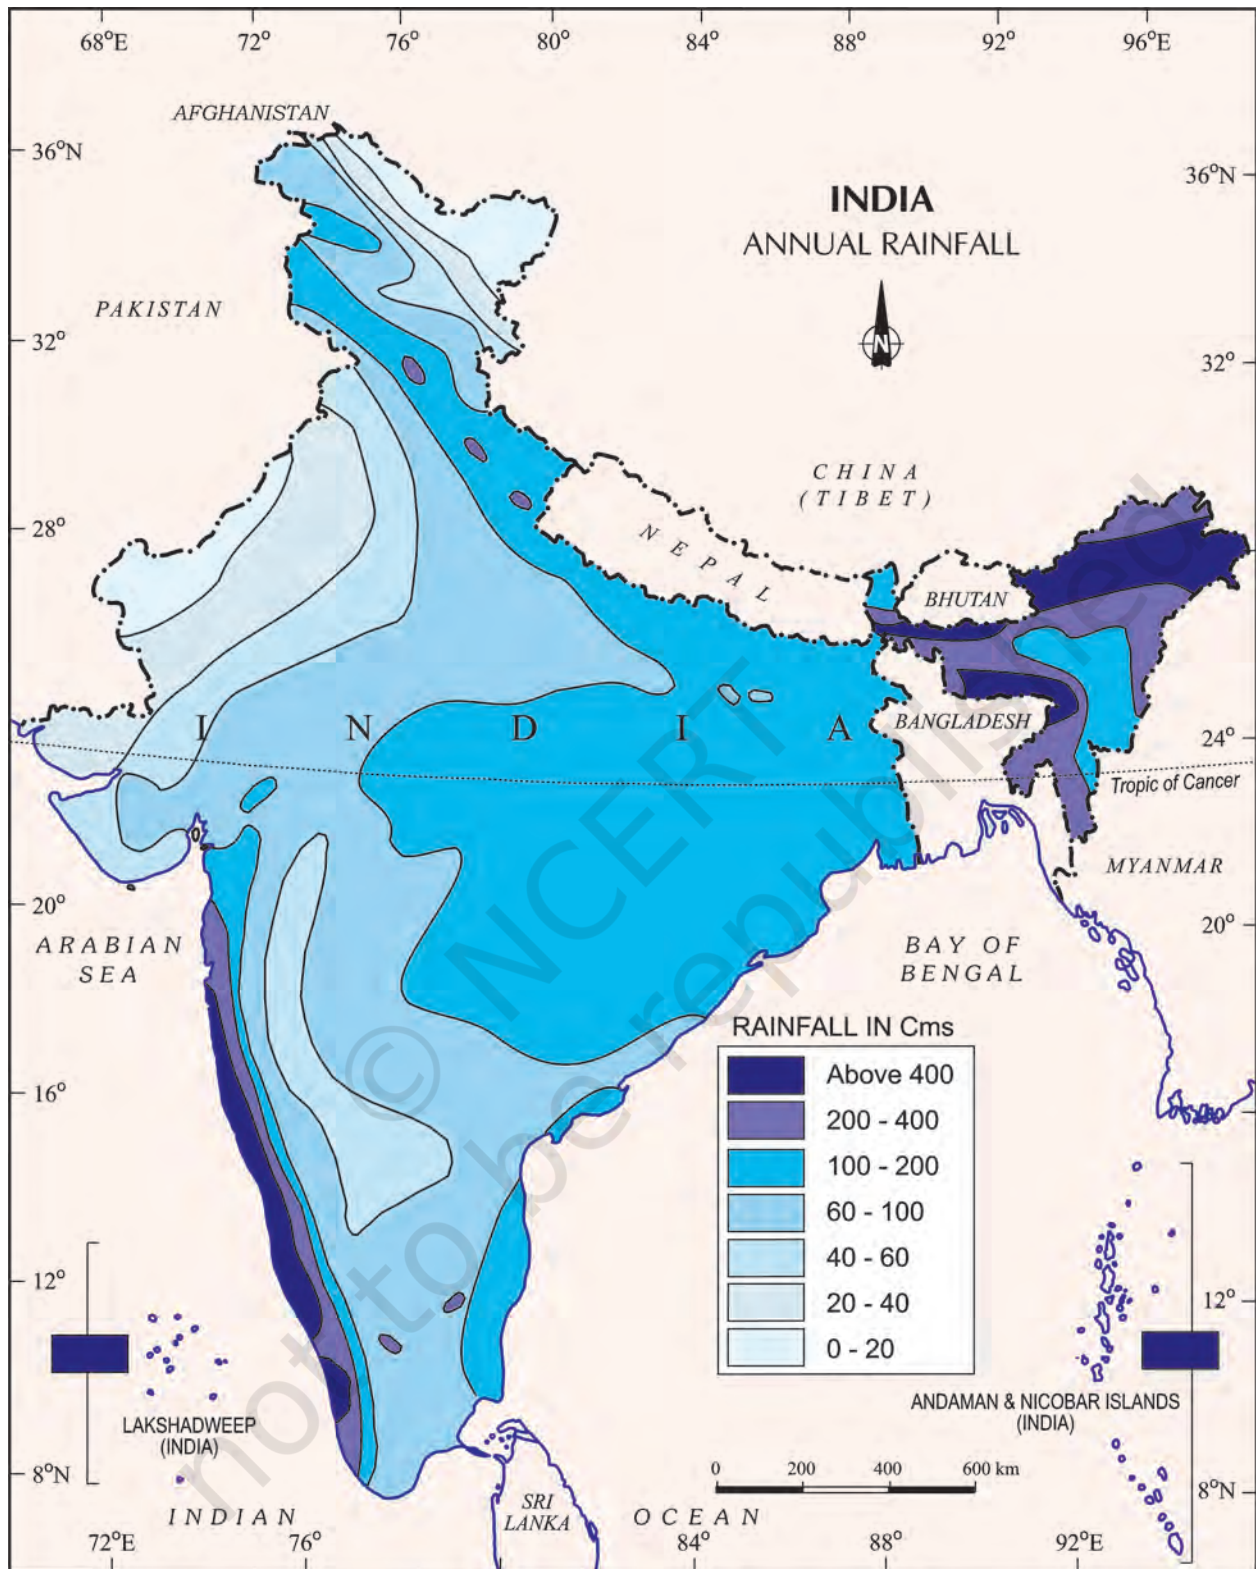 68°E 72° 76° 80° 84° 88° 92° 96°E
AFGHANISTAN
36°N
36°N
INDIA
ANNUAL RAINFALL
N
PAKISTAN
32°
32°
CHINA
(TIBET)
28°
28°
NEPAL
BHUTAN
INDIA
BANGLADESH
24°
24°
Tropic of Cancer
MYANMAR
20°
20°
ARABIAN
SEA
BAY OF
BENGAL
RAINFALL IN Cms
Above 400
200 - 400
100 - 200
60 - 100
40 - 60
20 - 40
0 - 20
16°
12°
12°
LAKSHADWEEP
(INDIA)
ANDAMAN & NICOBAR ISLANDS
(INDIA)
0 200 400 600 km
8°N
8°N
SRI
LANKA
INDIAN OCEAN
72°E 76° 84° 88° 92°E
© NCERT
not to be republished